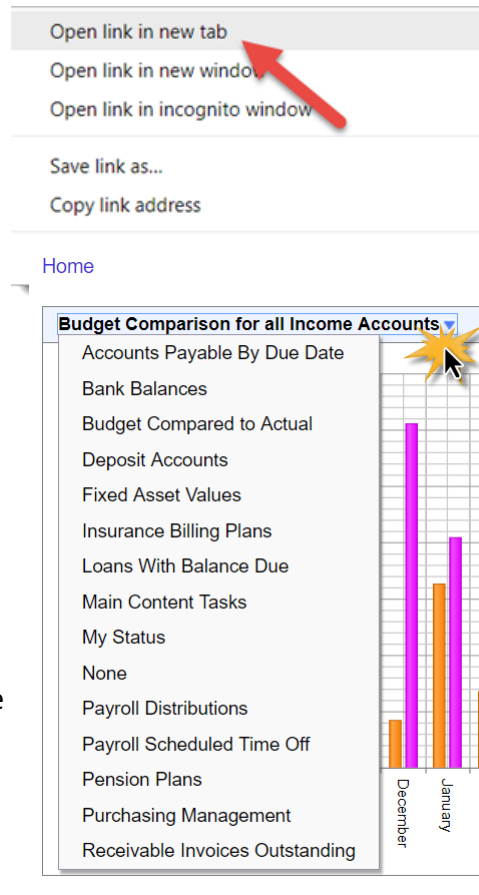 Open link in new tab
Open link in new window
Open link in incognito window
Save link as...
Copy link address
Home
Budget Comparison for all Income Accounts
Accounts Payable By Due Date
Bank Balances
Budget Compared to Actual
Deposit Accounts
Fixed Asset Values
Insurance Billing Plans
Loans With Balance Due
Main Content Tasks
My Status
None
e
Payroll Distributions
Payroll Scheduled Time Off
Pension Plans
Purchasing Management
Receivable Invoices Outstanding
December
January